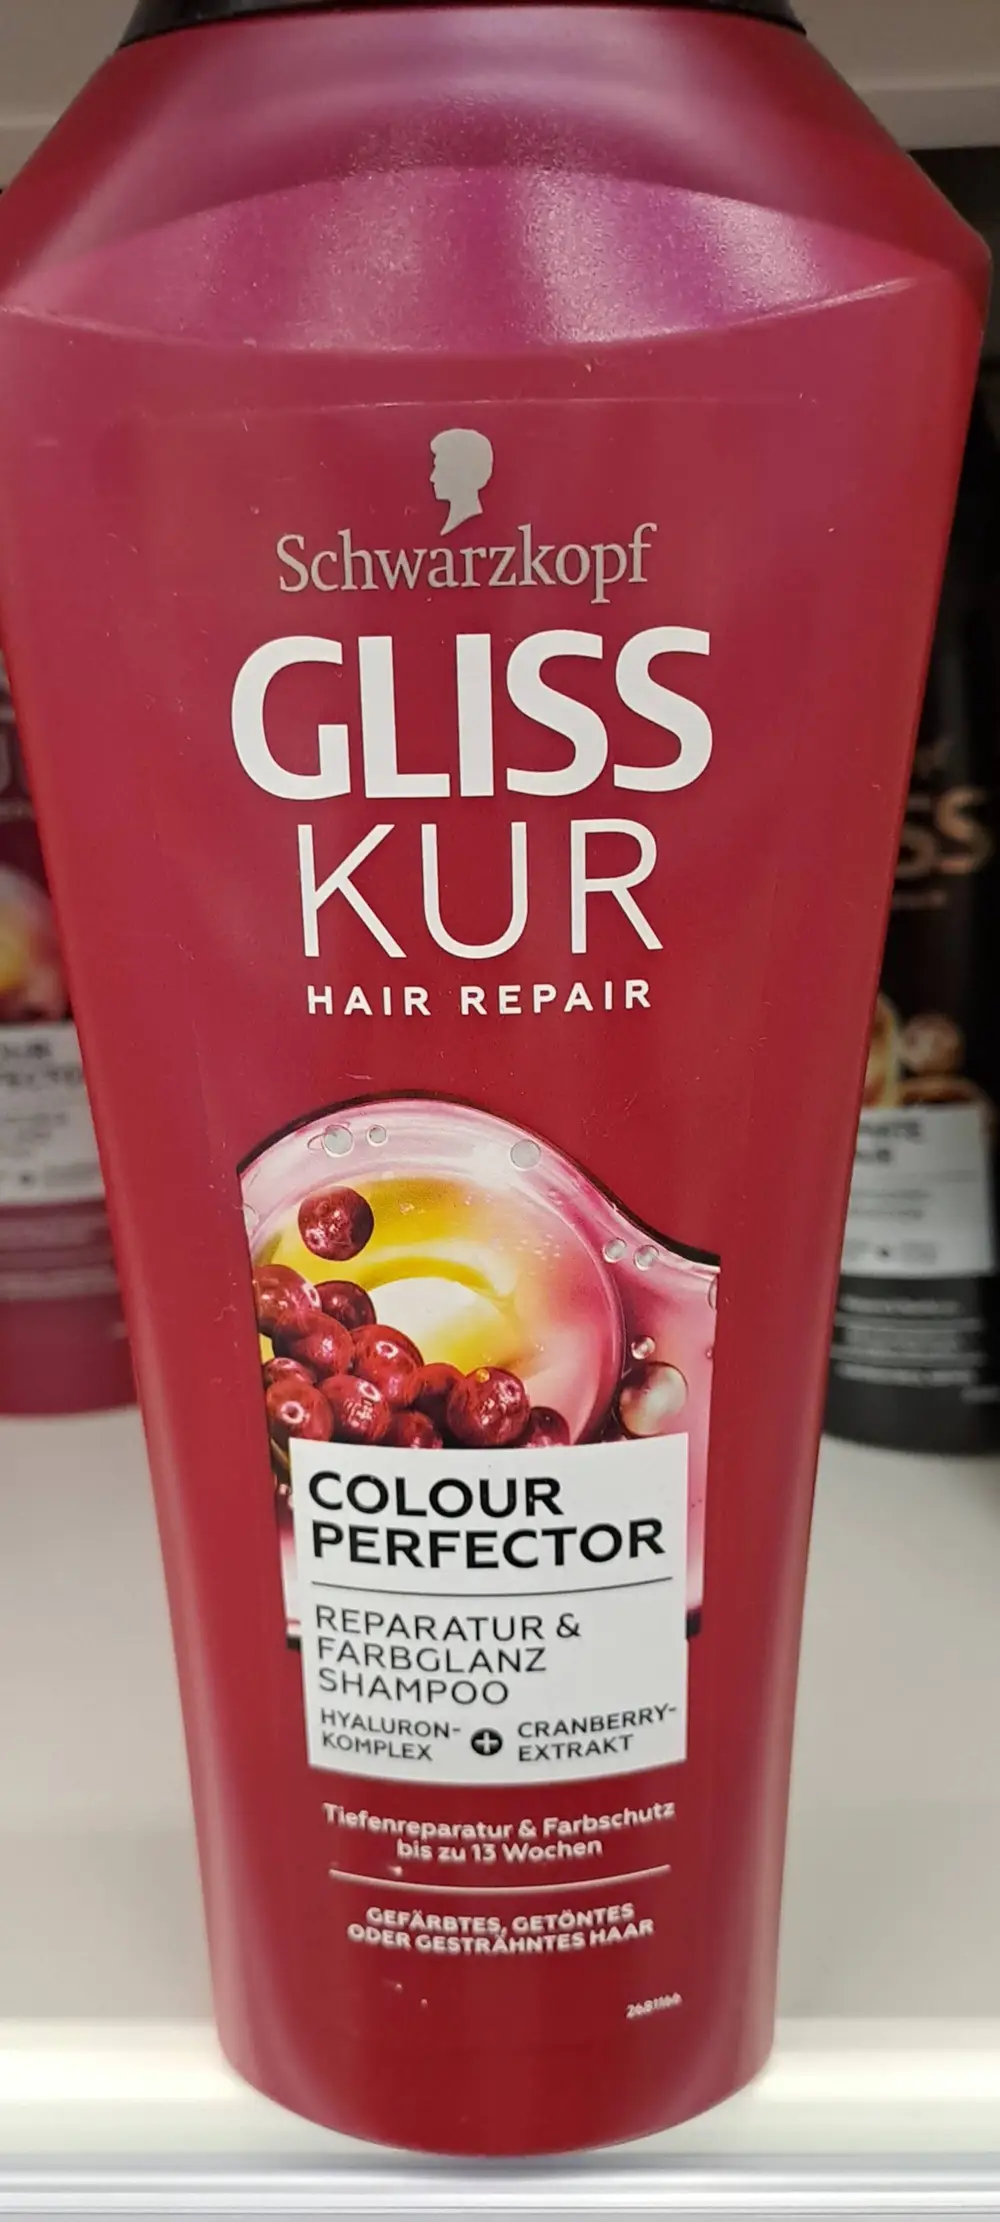 Schwarzkopf
GLISS
KUR
HAIR REPAIR
COLOUR
PERFECTOR
REPARATUR &
FARBGLANZ
SHAMPOO
HYALURON-
KOMPLEX
+
CRANBERRY-
EXTRAKT
Tiefenreparatur & Farbschutz
bis zu 13 Wochen
GEFÄRBTES, GETÖNTES
ODER GESTRÄHNTES HAAR
2681166